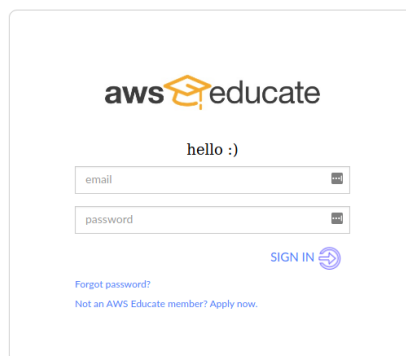 aws educate
hello :)
email
password
SIGN IN
Forgot password?
Not an AWS Educate member? Apply now.